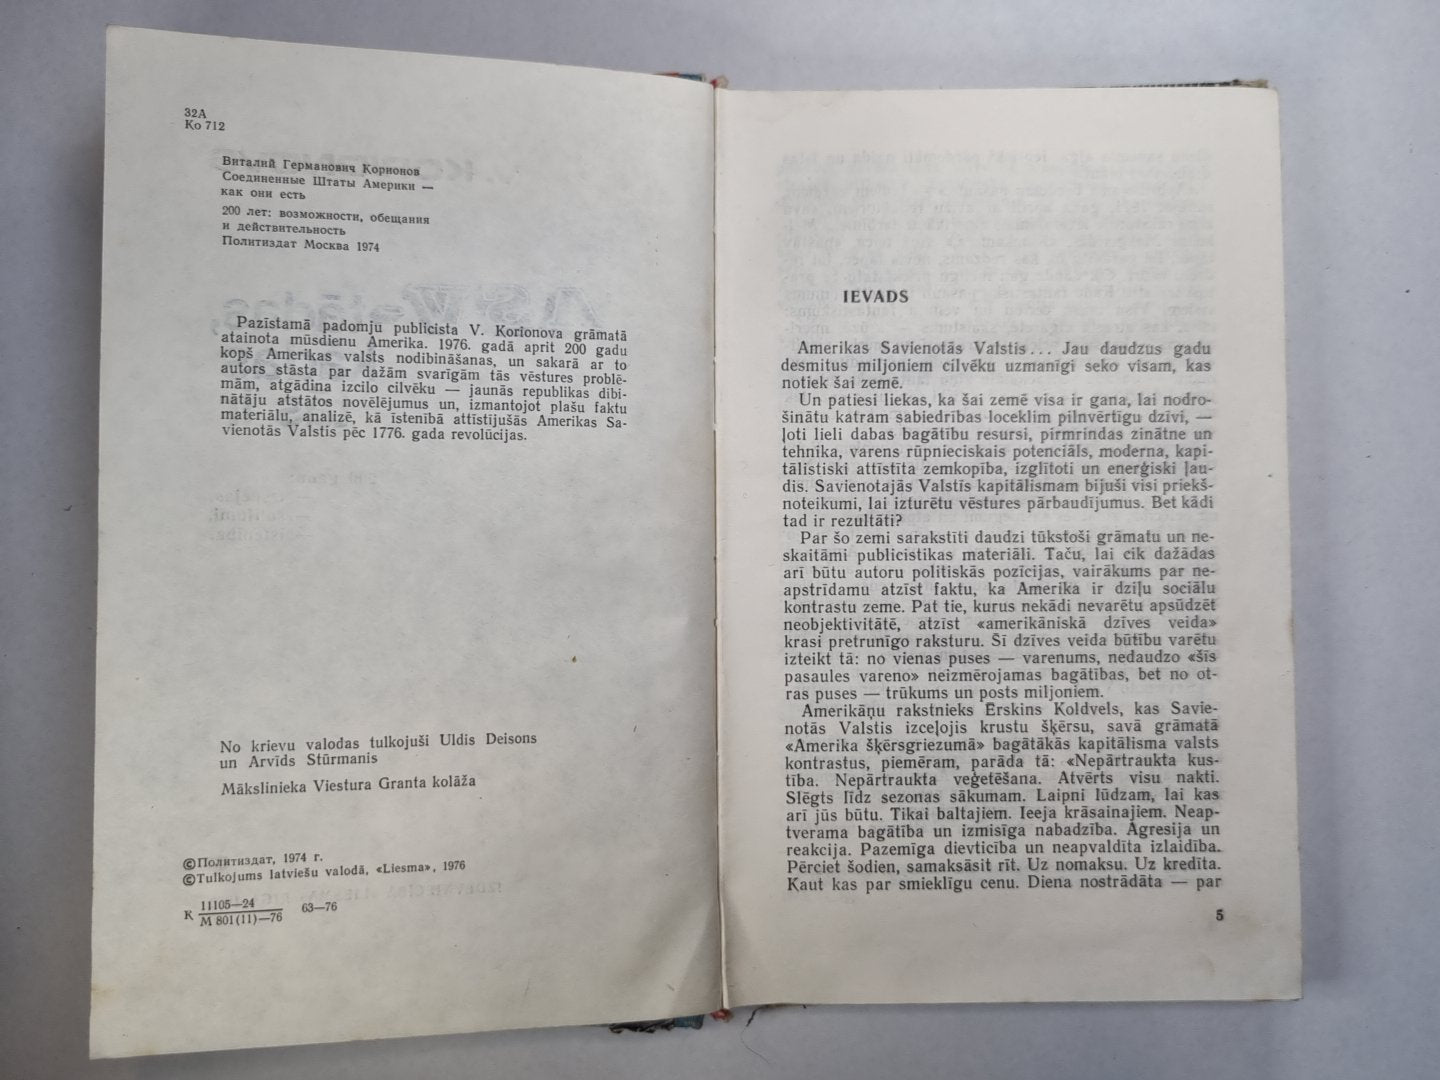 32A
Ko 712
Виталий Германович Корионов
Соединенные Штаты Америки —
как они есть
200 лет: возможности, обещания
и действительность
Политиздат Москва 1974
Pazīstamā padomju publicista V. Korionova grāmatā
atainota mūsdienu Amerika. 1976. gadā aprit 200 gadu
kopš Amerikas valsts nodibināšanas, un sakarā ar to
autors stāsta par dažām svarīgām tās vēstures problē-
mām, atgādina izcilo cilvēku — jaunās republikas dibi-
nātāju atstātos novēlējumus un, izmantojot plašu faktu
materiālu, analizē, kā īstenībā attīstījušās Amerikas Sa-
vienotās Valstis pēc 1776. gada revolūcijas.
No krievu valodas tulkojuši Uldis Deisons
un Arvīds Stūrmanis
Mākslinieka Viestura Granta kolāža
©Политиздат, 1974 г.
©Tulkojums latviešu valodā, «Liesma», 1976
K 11105—24 63—76
M 801(11)—76
IEVADS
Amerikas Savienotās Valstis... Jau daudzus gadu
desmitus miljoniem cilvēku uzmanīgi seko visam, kas
notiek šai zemē.
Un patiesi liekas, ka šai zemē visa ir gana, lai nodro-
šinātu katram sabiedrības loceklim pilnvērtīgu dzīvi, —
ļoti lieli dabas bagātību resursi, pirmrindas zinātne un
tehnika, varens rūpnieciskais potenciāls, moderna, kapi-
tālistiski attīstīta zemkopība, izglītoti un enerģiski ļau-
dis. Savienotajās Valstīs kapitālismam bijuši visi priekš-
noteikumi, lai izturētu vēstures pārbaudījumus. Bet kādi
tad ir rezultāti?
Par šo zemi sarakstīti daudzi tūkstoši grāmatu un ne-
skaitāmi publicistikas materiāli. Taču, lai cik dažādas
arī būtu autoru politiskās pozīcijas, vairākums par ne-
apstrīdamu atzīst faktu, ka Amerika ir dziļu sociālu
kontrastu zeme. Pat tie, kurus nekādi nevarētu apsūdzēt
neobjektivitātē, atzīst «amerikāniskā dzīves veida»
krasi pretrunīgo raksturu. Šī dzīves veida būtību varētu
izteikt tā: no vienas puses — varenums, nedaudzo «šīs
pasaules vareno» neizmērojamas bagātības, bet no ot-
ras puses — trūkums un posts miljoniem.
Amerikāņu rakstnieks Ērskins Koldvels, kas Savie-
notās Valstis izceļojis krustu šķērsu, savā grāmatā
«Amerika šķērsgriezumā» bagātākās kapitālisma valsts
kontrastus, piemēram, parāda tā: «Nepārtraukta kus-
tība. Nepārtraukta veģetēšana. Atvērts visu nakti.
Slēgts līdz sezonas sākumam. Laipni lūdzam, lai kas
arī jūs būtu. Tikai baltajiem. Ieeja krāsainajiem. Neap-
tverama bagātība un izmisīga nabadzība. Agresija un
reakcija. Pazemīga dievticība un neapvaldīta izlaidība.
Pērciet šodien, samaksāsit rīt. Uz nomaksu. Uz kredīta.
Kaut kas par smieklīgu cenu. Diena nostrādāta — par
5